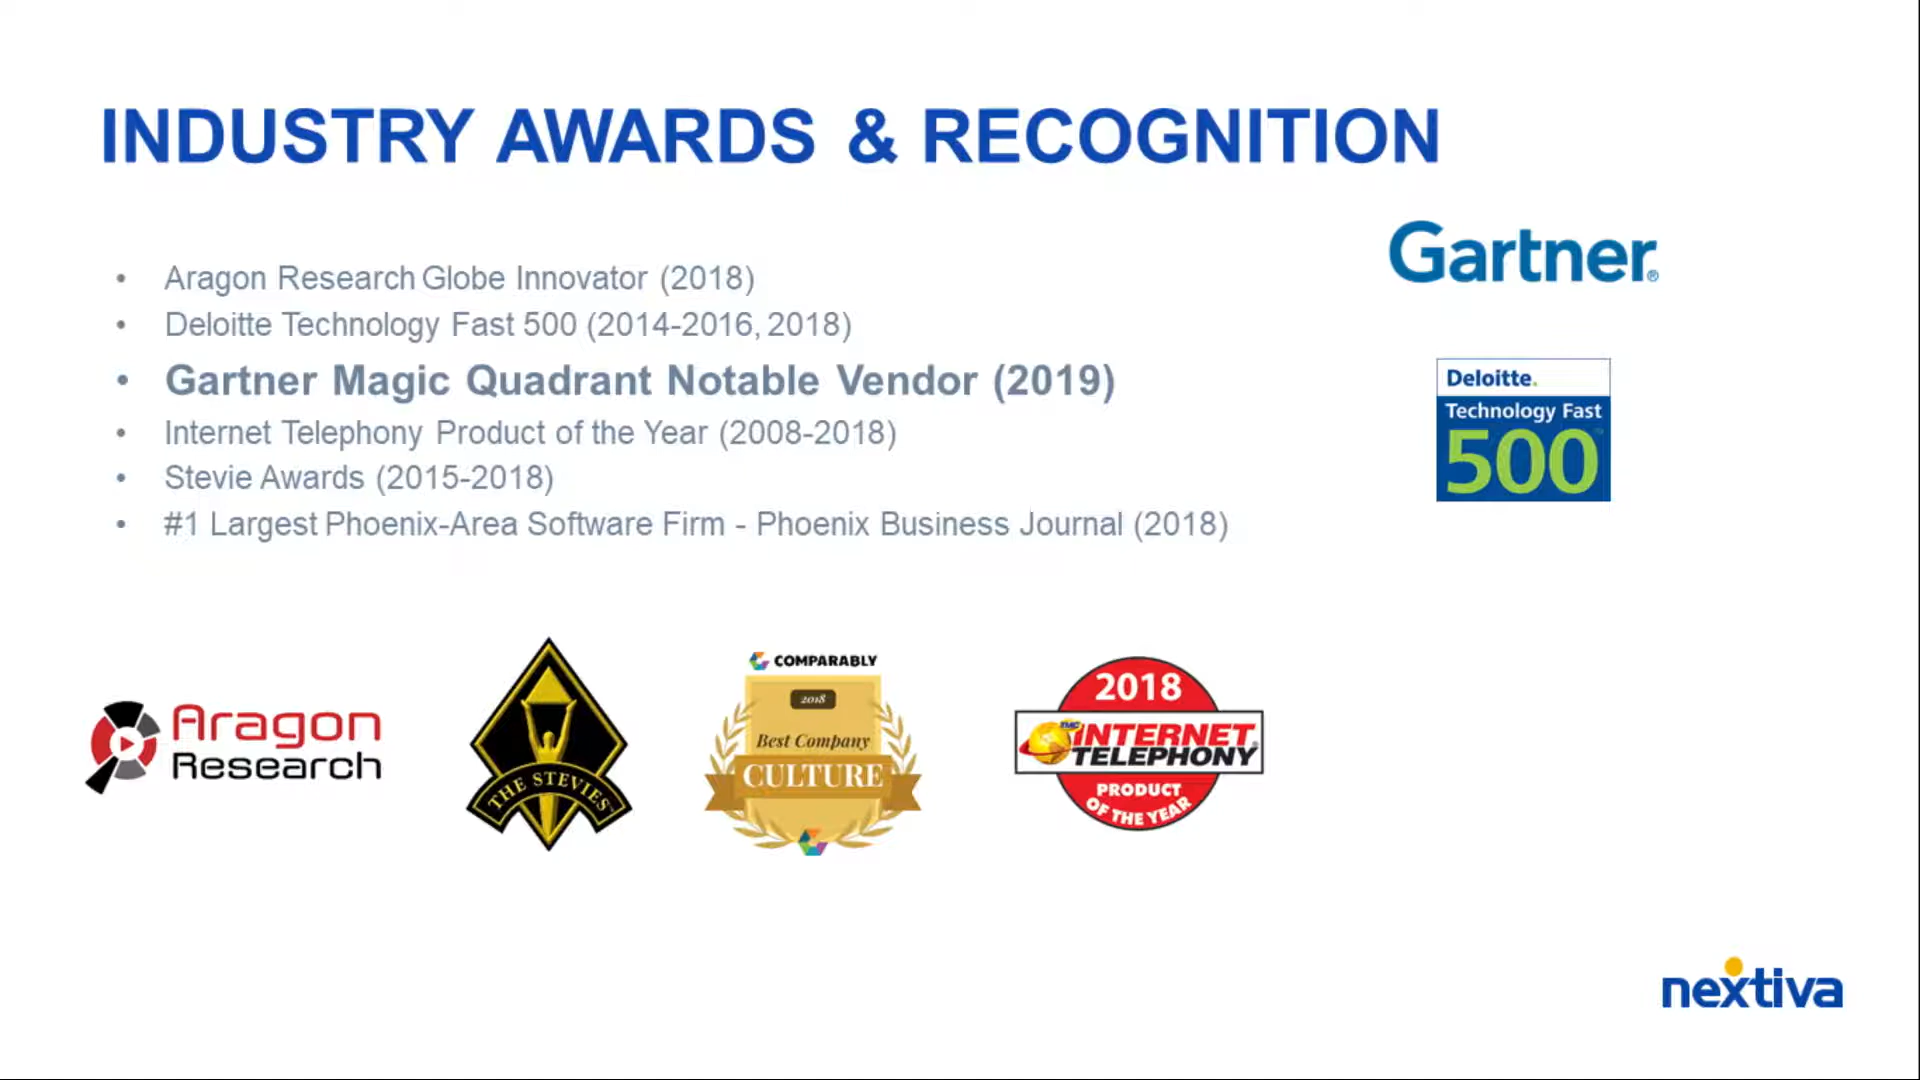 INDUSTRY AWARDS & RECOGNITION
• Aragon Research Globe Innovator (2018)
• Deloitte Technology Fast 500 (2014-2016, 2018)
• Gartner Magic Quadrant Notable Vendor (2019)
• Internet Telephony Product of the Year (2008-2018)
• Stevie Awards (2015-2018)
• #1 Largest Phoenix-Area Software Firm - Phoenix Business Journal (2018)
Gartner®
Deloitte.
Technology Fast
500™
Aragon
Research
THE STEVIES™
COMPARABLY
2018
Best Company
CULTURE
2018
TMC
INTERNET
TELEPHONY®
PRODUCT
OF THE YEAR
nextiva